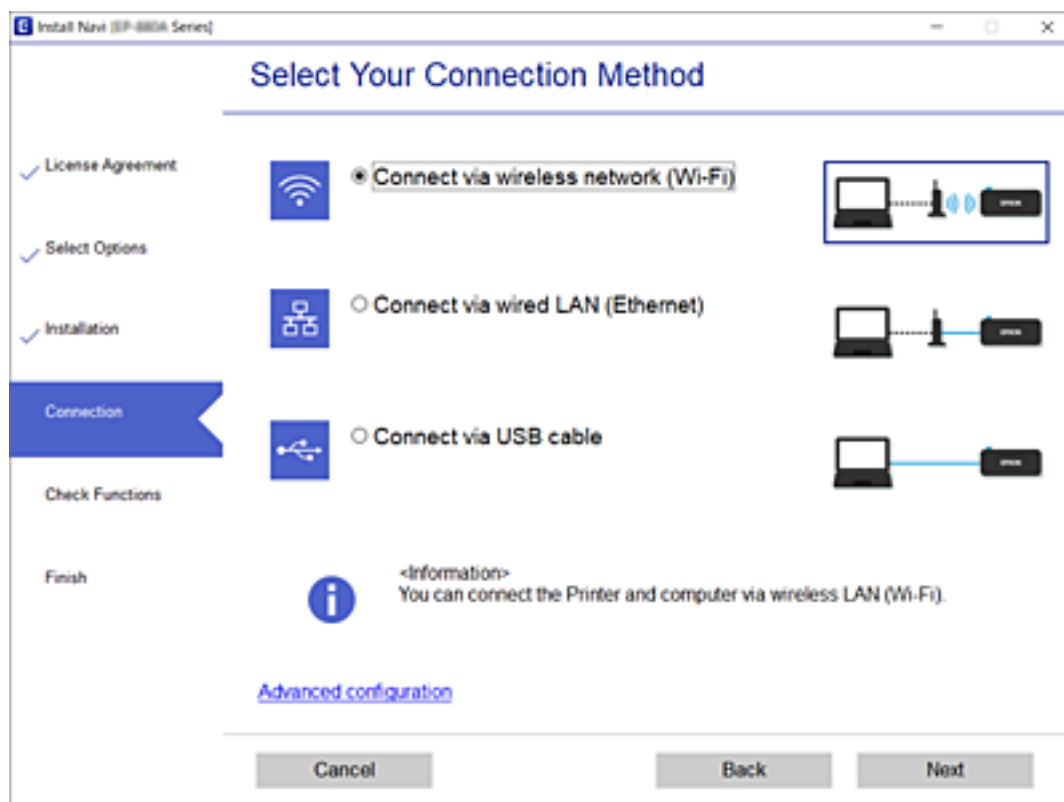 Install Navi [EP-880A Series]
Select Your Connection Method
License Agreement
Select Options
Installation
Connection
Check Functions
Finish
Connect via wireless network (Wi-Fi)
Connect via wired LAN (Ethernet)
Connect via USB cable
<Information>
You can connect the Printer and computer via wireless LAN (Wi-Fi).
Advanced configuration
Cancel
Back
Next